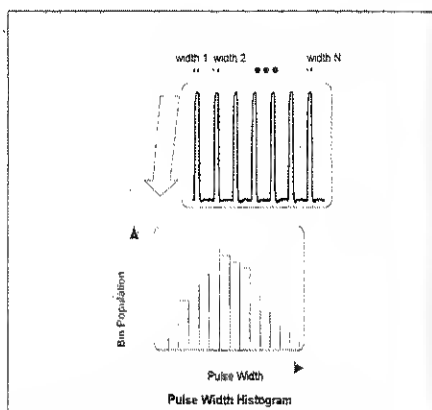 width 1 width 2 width N
Bin Population
Pulse Width
Pulse Width Histogram